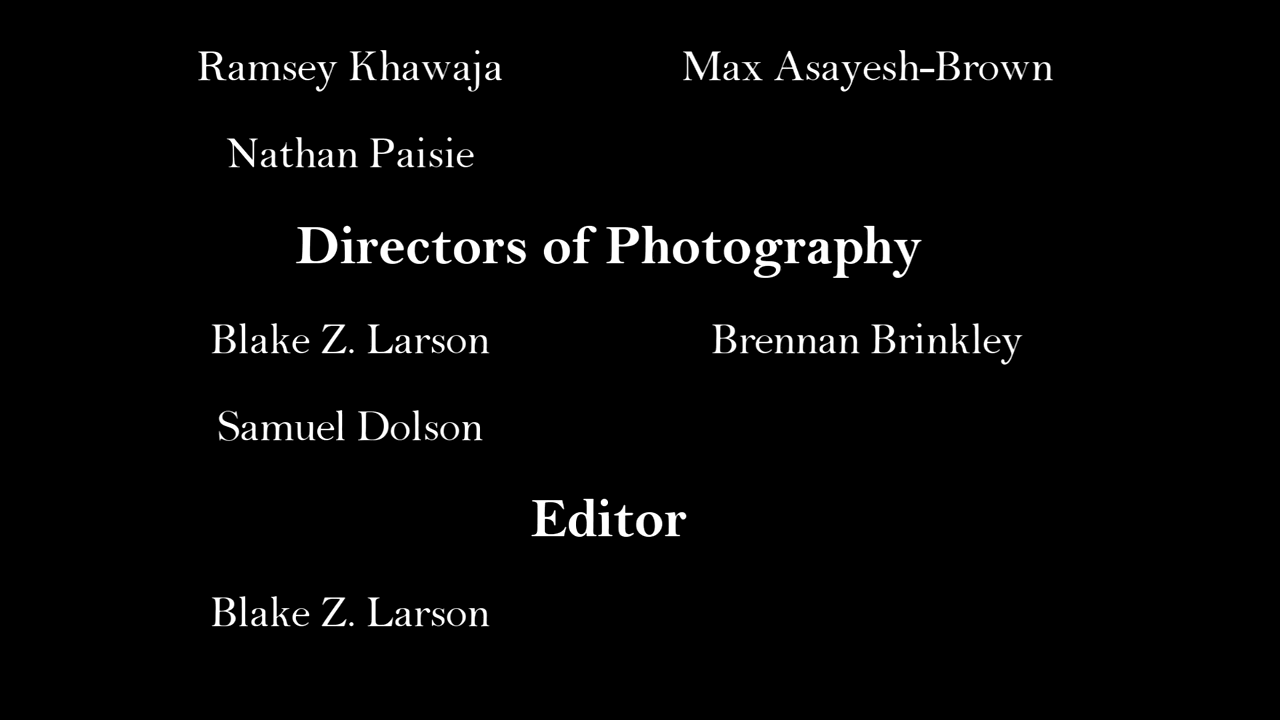 Ramsey Khawaja Max Asayesh-Brown
Nathan Paisie
Directors of Photography
Blake Z. Larson Brennan Brinkley
Samuel Dolson
Editor
Blake Z. Larson